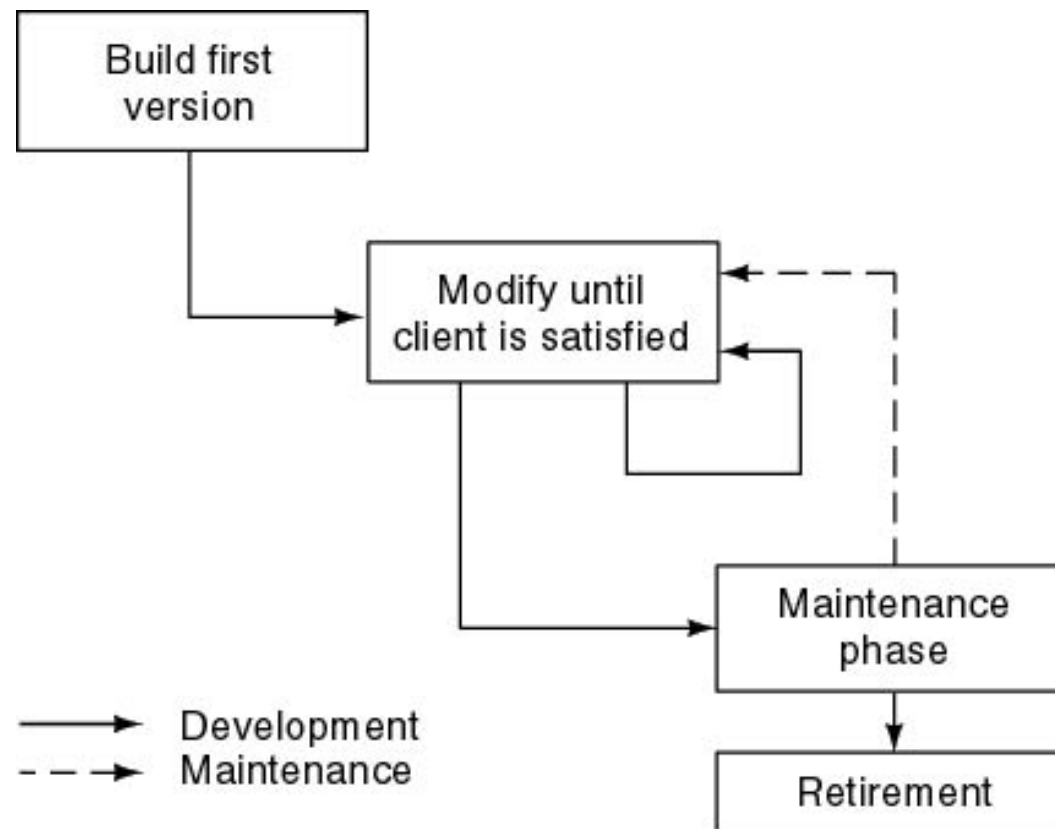 Build first
version
Modify until
client is satisfied
Maintenance
phase
Development
Maintenance
Retirement